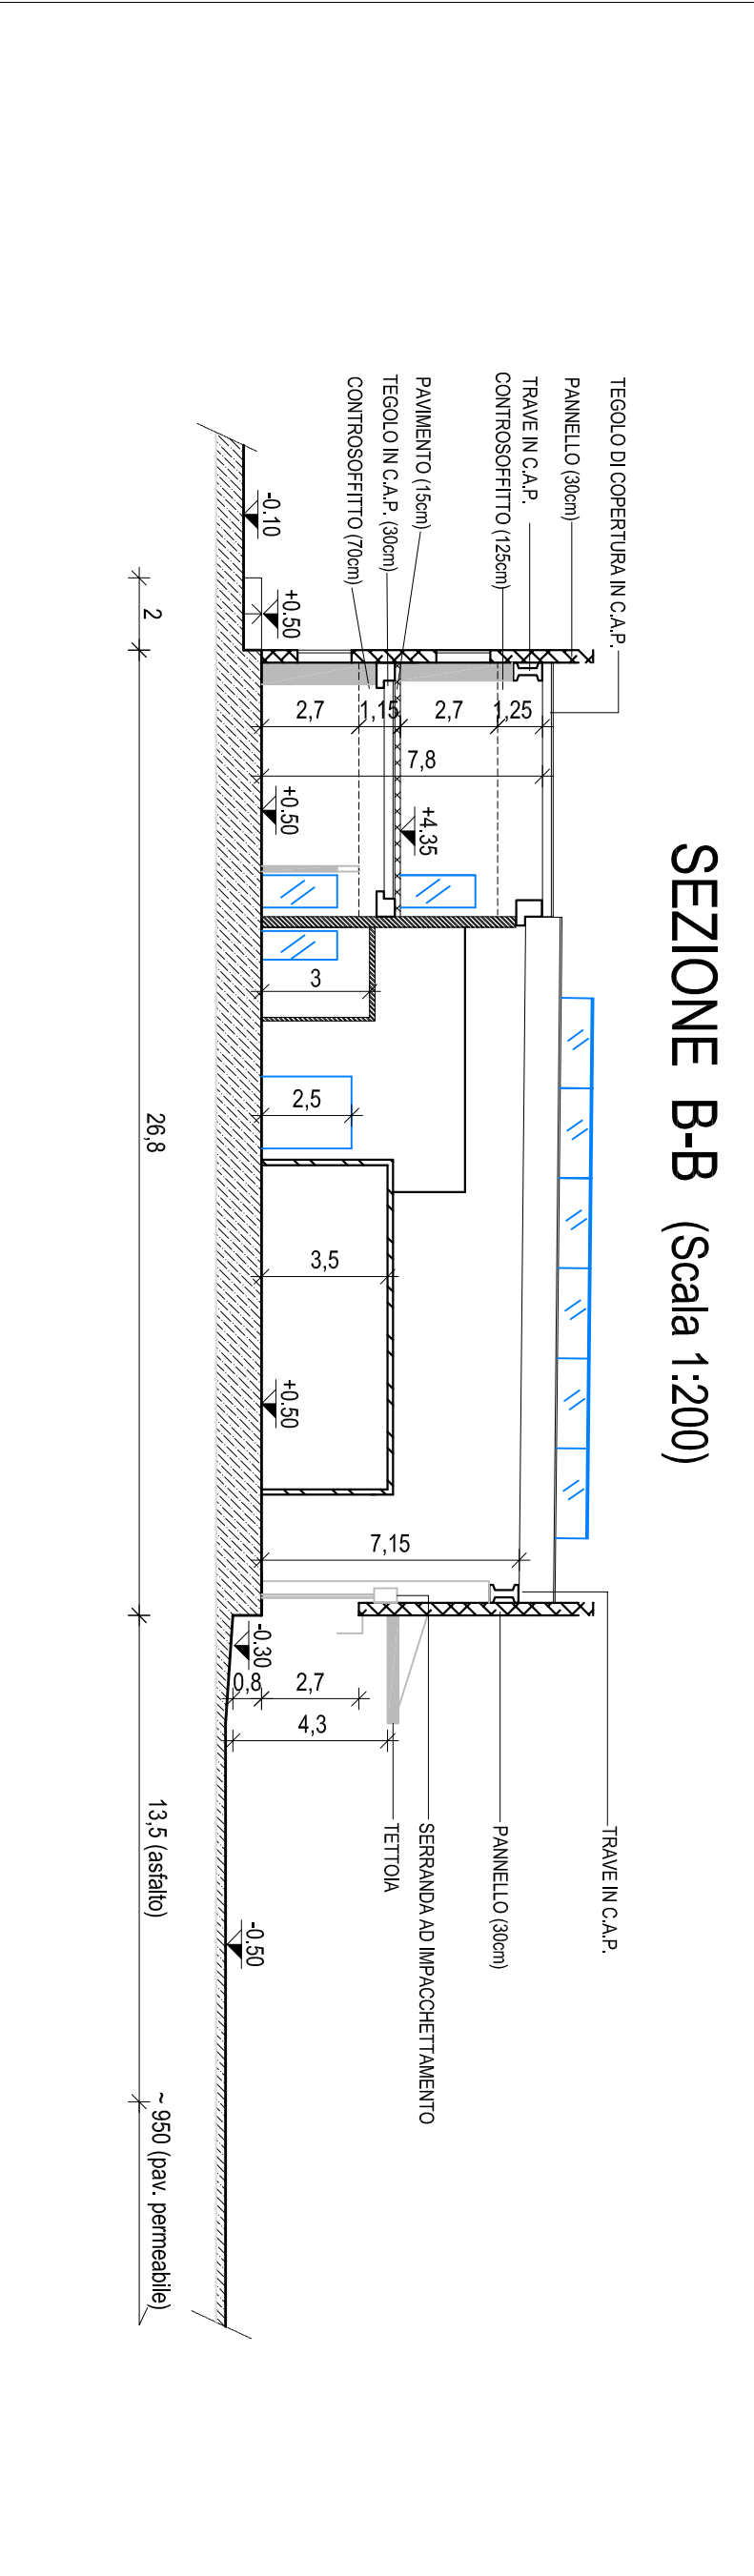 SEZIONE B-B (Scala 1:200)
TEGOLO DI COPERTURA IN C.A.P.
PANNELLO (30cm)
TRAVE IN C.A.P.
CONTROSOFFITTO (125cm)
PAVIMENTO (15cm)
TEGOLO IN C.A.P. (30cm)
CONTROSOFFITTO (70cm)
TRAVE IN C.A.P.
PANNELLO (30cm)
SERRANDA AD IMPACCHETTAMENTO
TETTOIA
-0.10
+0.50
2,7
1,15
2,7
1,25
7,8
+0.50
+4.35
3
2,5
3,5
+0.50
7,15
-0.30
0,8
2,7
4,3
-0.50
2
26,8
13,5 (asfalto)
~ 950 (pav. permeabile)